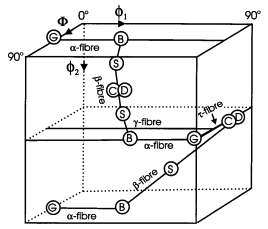 Φ 0° ϕ₁ 90°
G B
α-fibre
90° ϕ₂ S
β-fibre
C D
S
γ-fibre τ-fibre
C D
B G
α-fibre
S
β-fibre
G B
α-fibre